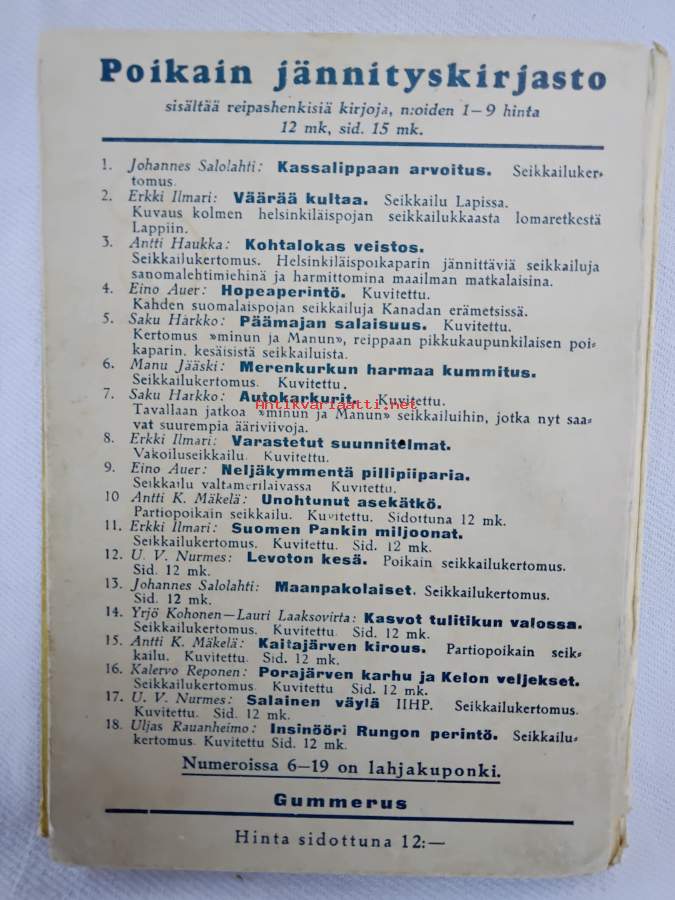 Poikain jännityskirjasto
sisältää reipashenkisiä kirjoja, n:oiden 1–9 hinta
12 mk, sid. 15 mk.
1. Johannes Salolahti: Kassalippaan arvoitus. Seikkailuker-
tomus.
2. Erkki Ilmari: Väärää kultaa. Seikkailu Lapissa.
Kuvaus kolmen helsinkiläispojan seikkailukkaasta lomaretkestä
Lappiin.
3. Antti Haukka: Kohtalokas veistos.
Seikkailukertomus. Helsinkiläispoikaparin jännittäviä seikkailuja
sanomalehtimiehinä ja harmittomina maailman matkalaisina.
4. Eino Auer: Hopeaperintö. Kuvitettu.
Kahden suomalaispojan seikkailuja Kanadan erämetsissä.
5. Saku Harkko: Päämajan salaisuus. Kuvitettu.
Kertomus »minun ja Manun», reippaan pikkukaupunkilaisen poi-
kaparin, kesäisistä seikkailuista.
6. Manu Jääski: Merenkurkun harmaa kummitus.
Seikkailukertomus. Kuvitettu.
7. Saku Harkko: Autokarkurit. Kuvitettu.
Antikvariaatti.net
Tavallaan jatkoa »minun ja Manun» seikkailuihin, jotka nyt saa-
vat suurempia ääriviivoja.
8. Erkki Ilmari: Varastetut suunnitelmat.
Vakoiluseikkailu. Kuvitettu.
9. Eino Auer: Neljäkymmentä pillipiiparia.
Seikkailu valtamerilaivassa Kuvitettu.
10 Antti K. Mäkelä: Unohtunut asekätkö.
Partiopoikain seikkailu. Kuvitettu. Sidottuna 12 mk.
11. Erkki Ilmari: Suomen Pankin miljoonat.
Seikkailukertomus. Kuvitettu. Sid. 12 mk.
12. U. V. Nurmes: Levoton kesä. Poikain seikkailukertomus.
Sid. 12 mk.
13. Johannes Salolahti: Maanpakolaiset. Seikkailukertomus.
Sid. 12 mk.
14. Yrjö Kohonen—Lauri Laaksovirta: Kasvot tulitikun valossa.
Seikkailukertomus. Kuvitettu Sid. 12 mk.
15. Antti K. Mäkelä: Kaitajärven kirous. Partiopoikain seik-
kailu. Kuvitettu. Sid. 12 mk.
16. Kalervo Reponen: Porajärven karhu ja Kelon veljekset.
Seikkailukertomus. Kuvitettu Sid. 12 mk.
17. U. V. Nurmes: Salainen väylä IIHP. Seikkailukertomus.
Kuvitettu. Sid. 12 mk.
18. Uljas Rauanheimo: Insinööri Rungon perintö. Seikkailu-
kertomus. Kuvitettu Sid. 12 mk.
Numeroissa 6—19 on lahjakuponki.
Gummerus
Hinta sidottuna 12:—